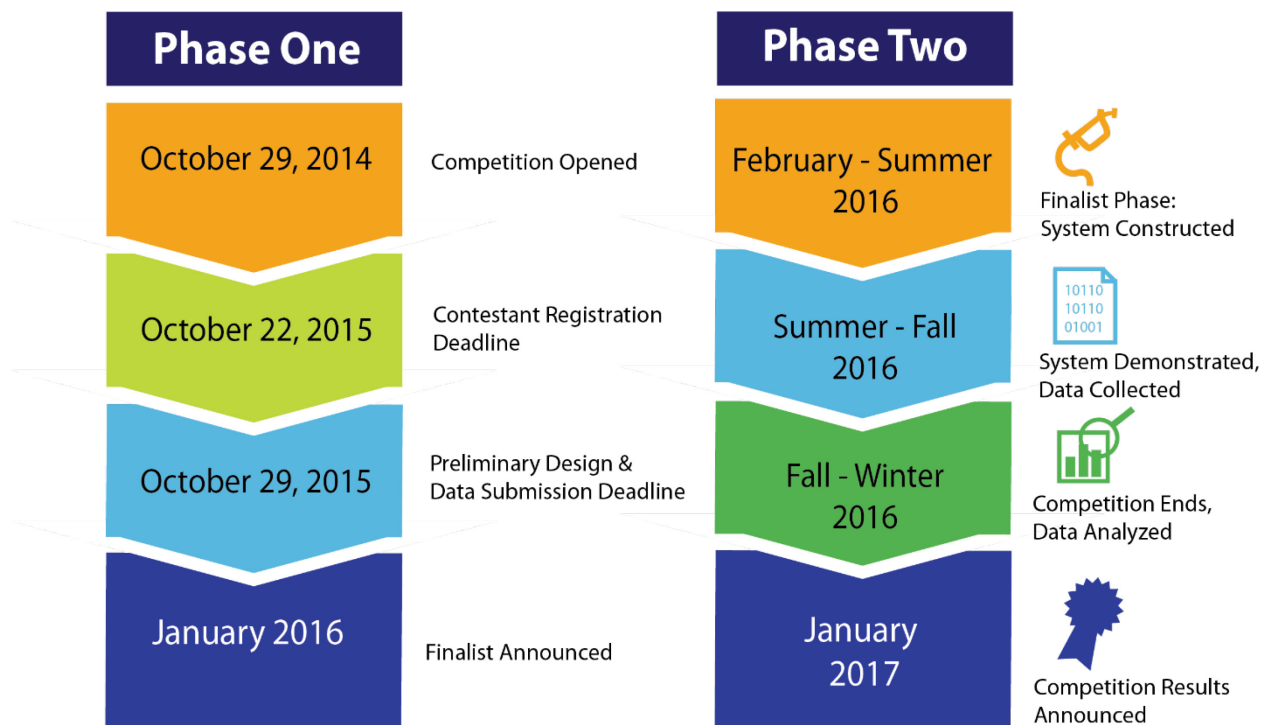 Phase One
October 29, 2014
Competition Opened
October 22, 2015
Contestant Registration
Deadline
October 29, 2015
Preliminary Design &
Data Submission Deadline
January 2016
Finalist Announced
Phase Two
February - Summer
2016
Finalist Phase:
System Constructed
Summer - Fall
2016
10110
10110
01001
System Demonstrated,
Data Collected
Fall - Winter
2016
Competition Ends,
Data Analyzed
January
2017
Competition Results
Announced